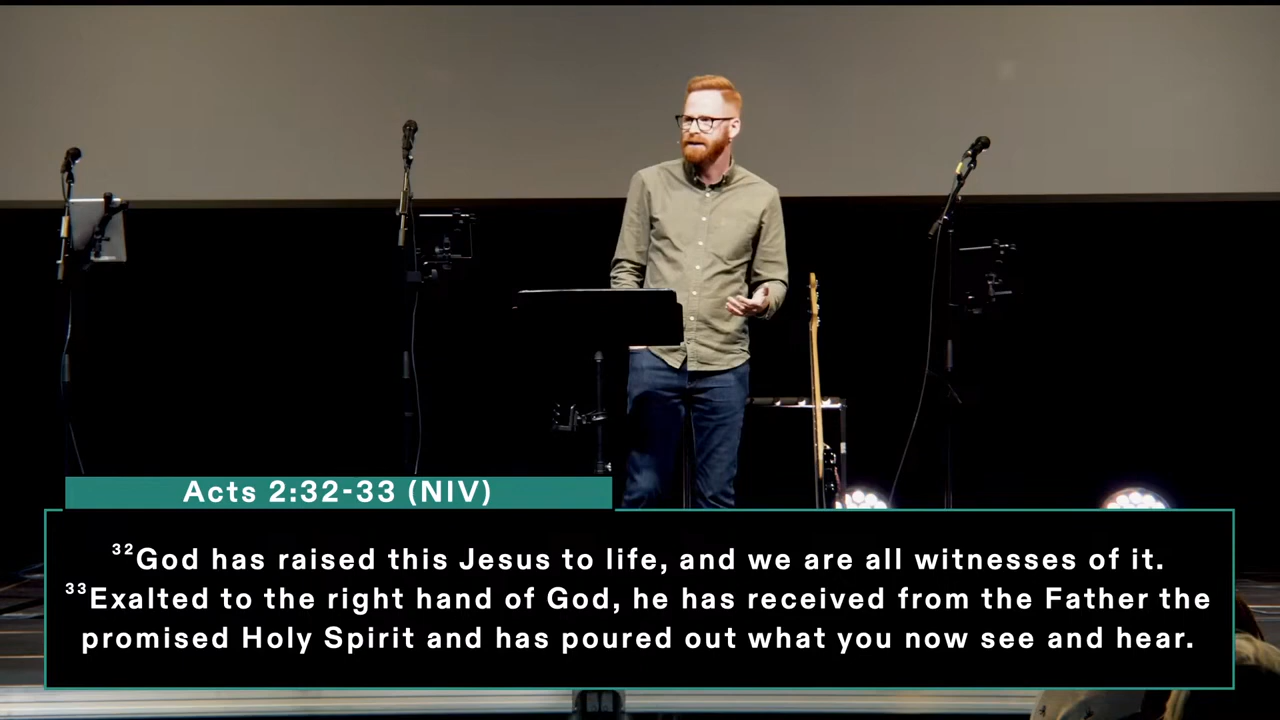 Acts 2:32-33 (NIV)
³²God has raised this Jesus to life, and we are all witnesses of it.
³³Exalted to the right hand of God, he has received from the Father the
promised Holy Spirit and has poured out what you now see and hear.